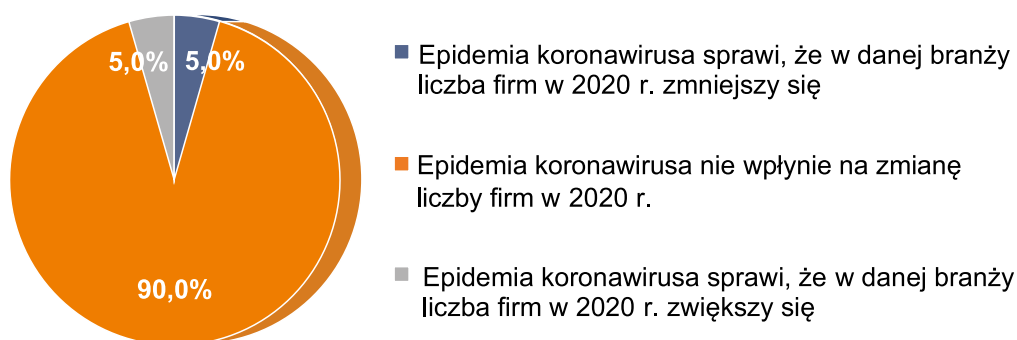 5,0% 5,0%
90,0%
Epidemia koronawirusa sprawi, że w danej branży
liczba firm w 2020 r. zmniejszy się
Epidemia koronawirusa nie wpłynie na zmianę
liczby firm w 2020 r.
Epidemia koronawirusa sprawi, że w danej branży
liczba firm w 2020 r. zwiększy się